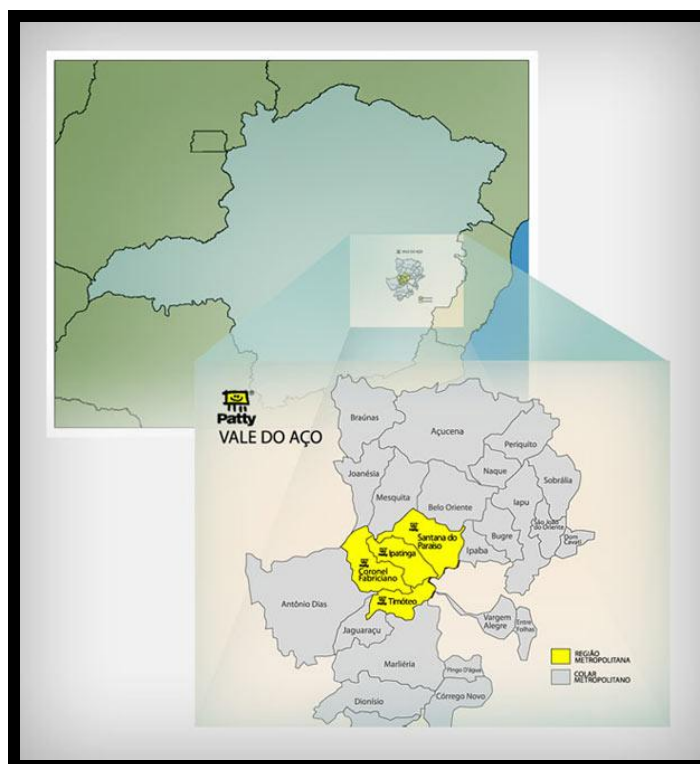 Patty
VALE DO AÇO
Braúnas
Açucena
Periquito
Joanésia
Naque
Sobrália
Mesquita
Belo Oriente
Iapu
São João
do Oriente
Santana do
Paraíso
Bugre
Dom
Cavati
Ipatinga
Ipaba
Coronel
Fabriciano
Antônio Dias
Timóteo
Vargem
Alegre
Entre
Folhas
Jaguaraçu
Marliéria
Pingo D'água
Dionísio
Córrego Novo
REGIÃO
METROPOLITANA
COLAR
METROPOLITANO